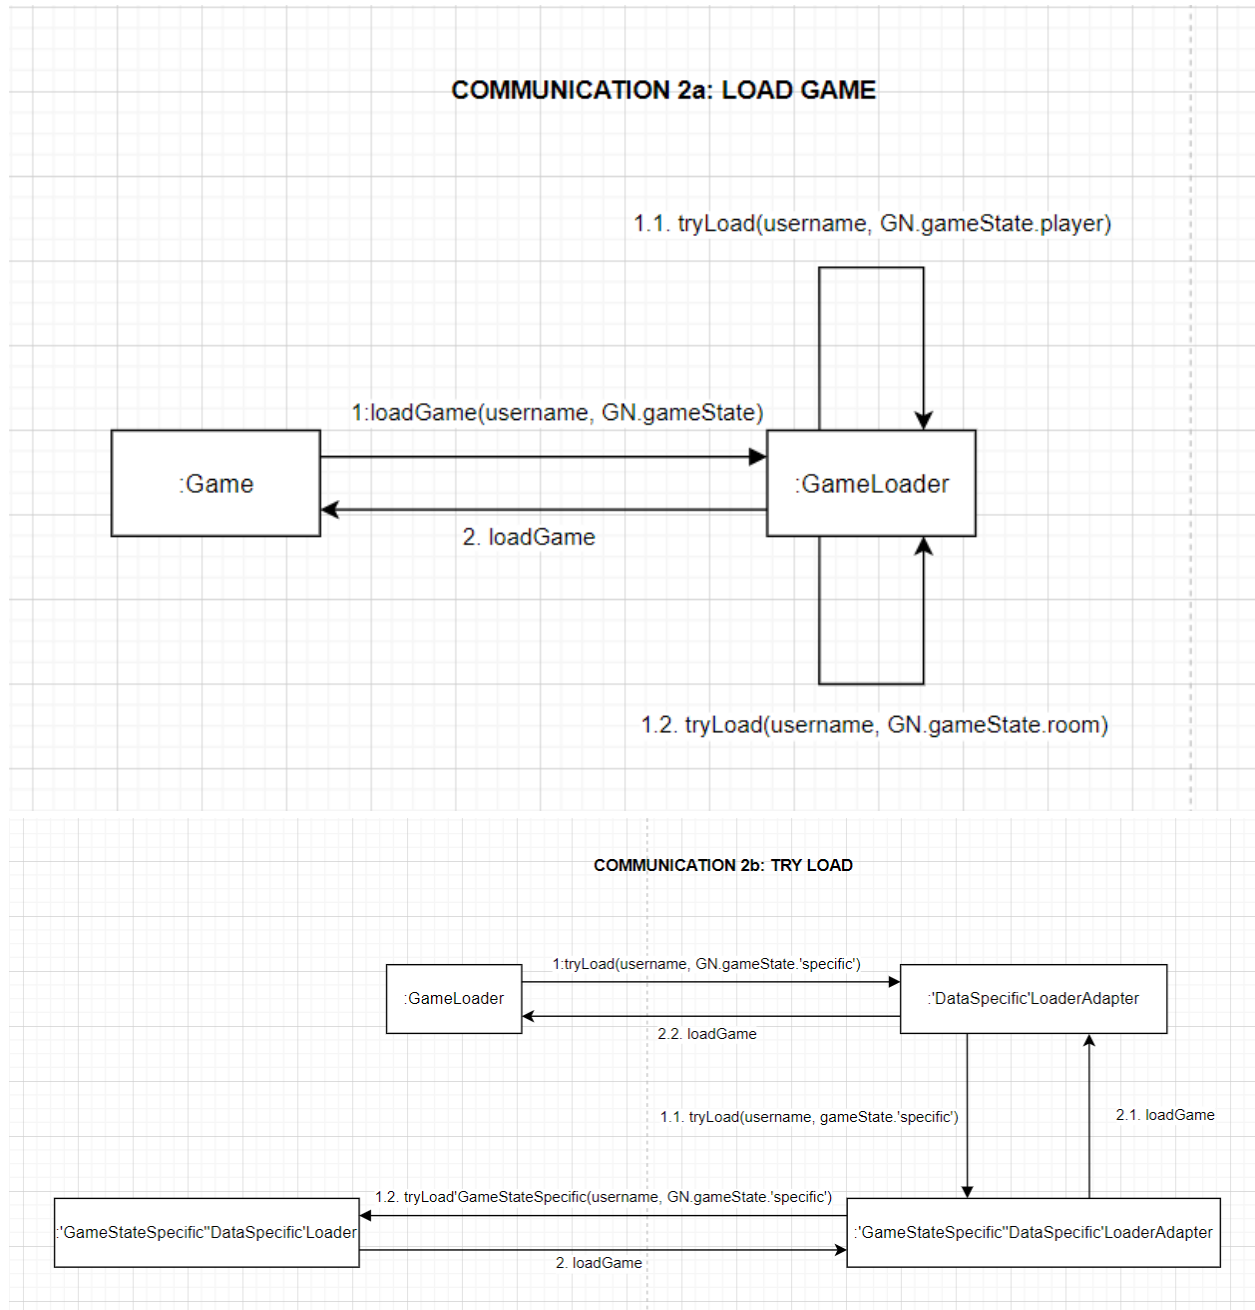 COMMUNICATION 2a: LOAD GAME
1.1. tryLoad(username, GN.gameState.player)
1:loadGame(username, GN.gameState)
:Game
:GameLoader
2. loadGame
1.2. tryLoad(username, GN.gameState.room)
COMMUNICATION 2b: TRY LOAD
1:tryLoad(username, GN.gameState.'specific')
:GameLoader
:'DataSpecific'LoaderAdapter
2.2. loadGame
1.1. tryLoad(username, gameState.'specific')
2.1. loadGame
1.2. tryLoad'GameStateSpecific(username, GN.gameState.'specific')
:'GameStateSpecific''DataSpecific'Loader
:'GameStateSpecific''DataSpecific'LoaderAdapter
2. loadGame